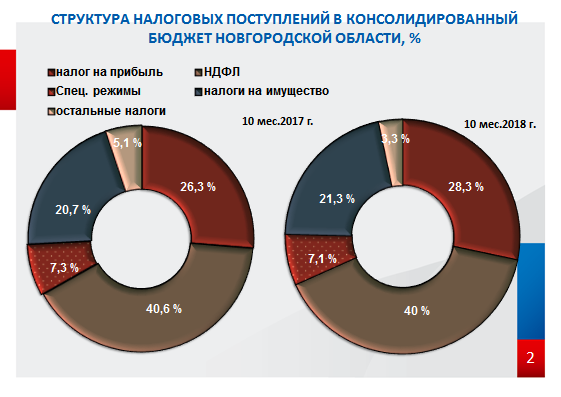 СТРУКТУРА НАЛОГОВЫХ ПОСТУПЛЕНИЙ В КОНСОЛИДИРОВАННЫЙ
БЮДЖЕТ НОВГОРОДСКОЙ ОБЛАСТИ, %
налог на прибыль
НДФЛ
Спец. режимы
налоги на имущество
остальные налоги
10 мес.2017 г.
10 мес.2018 г.
5,1 %
26,3 %
20,7 %
7,3 %
40,6 %
3,3 %
28,3 %
21,3 %
7,1 %
40 %
2